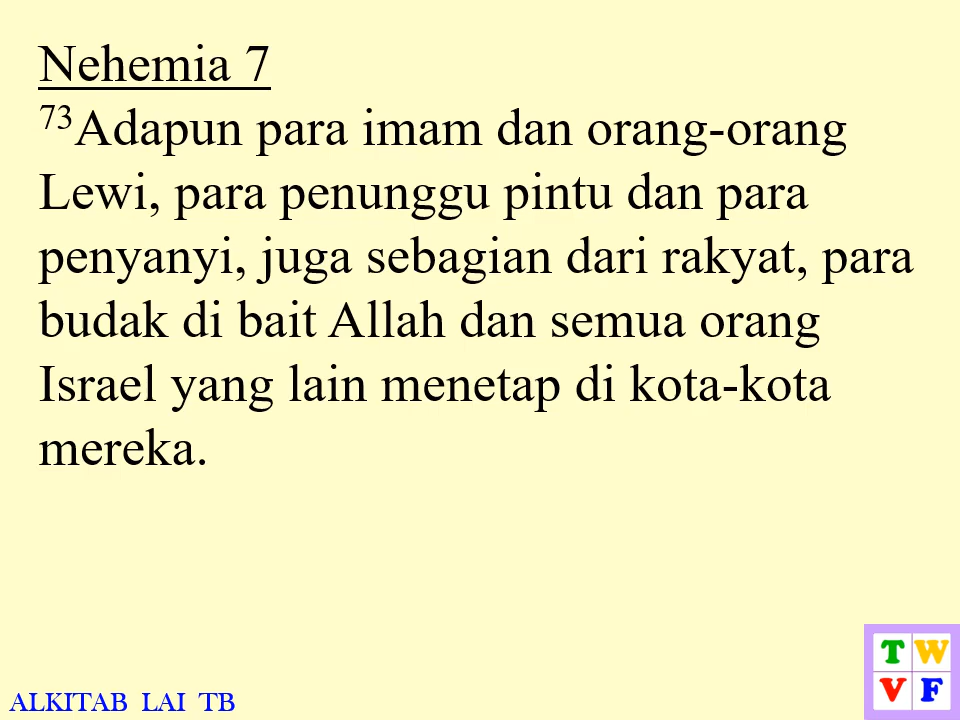 Nehemia 7
73Adapun para imam dan orang-orang
Lewi, para penunggu pintu dan para
penyanyi, juga sebagian dari rakyat, para
budak di bait Allah dan semua orang
Israel yang lain menetap di kota-kota
mereka.
T W
V F
ALKITAB LAI TB